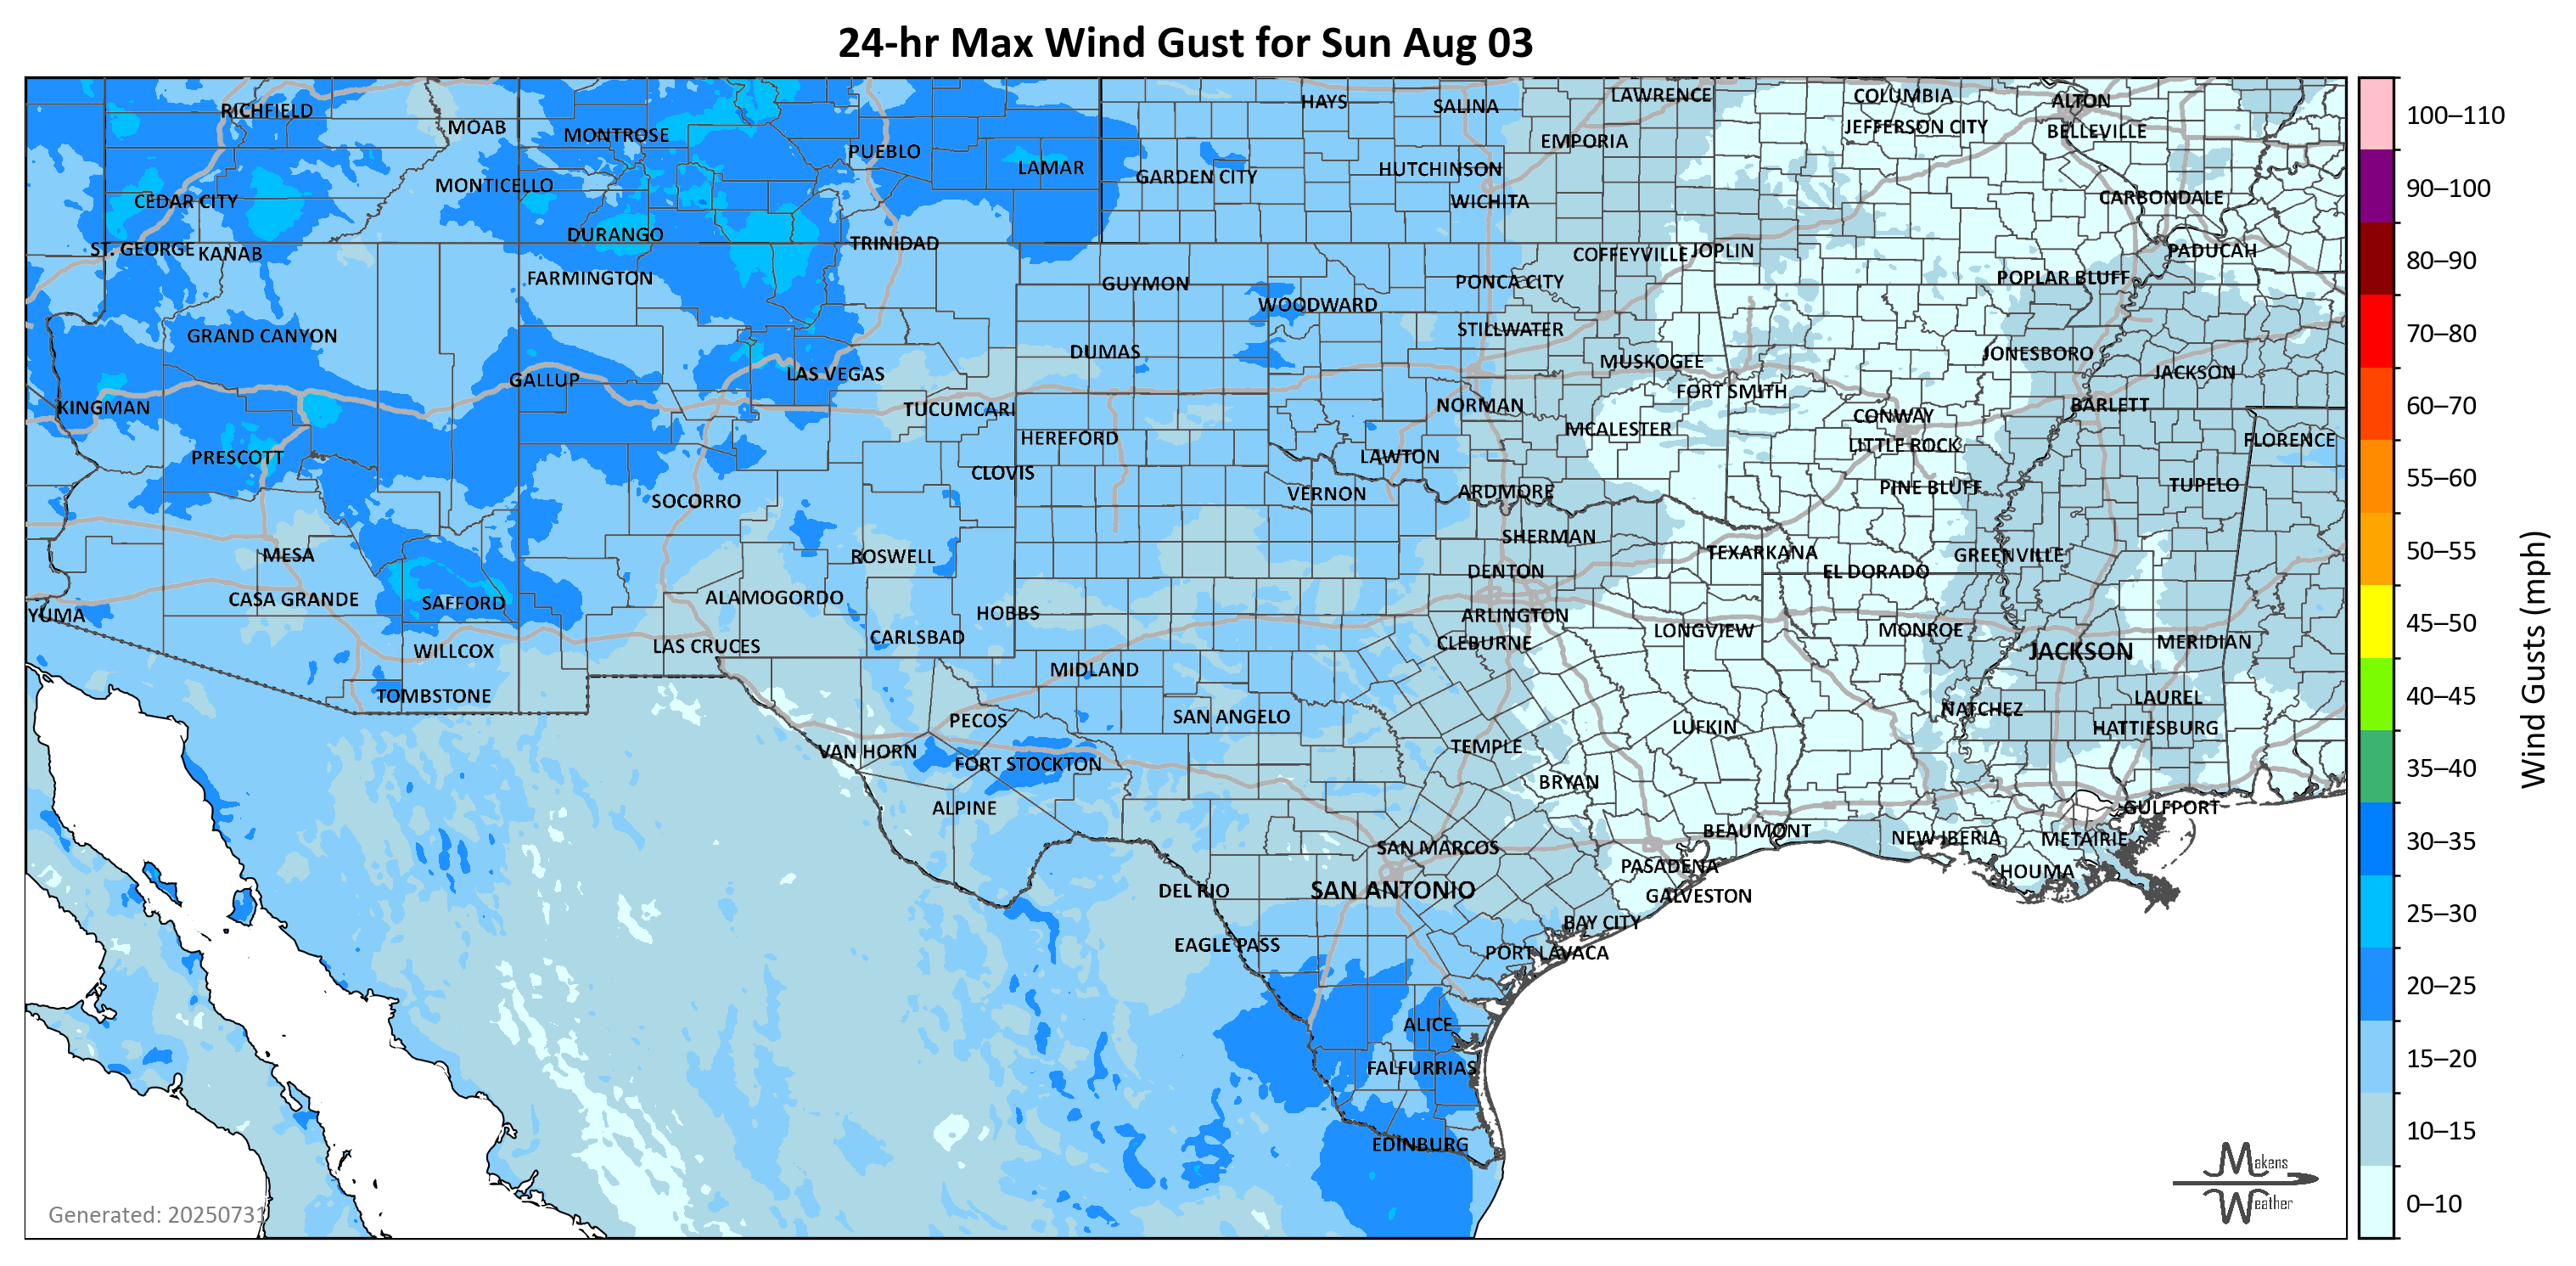 24-hr Max Wind Gust for Sun Aug 03
RICHFIELD
MOAB
MONTROSE
PUEBLO
LAMAR
HAYS
SALINA
LAWRENCE
COLUMBIA
ALTON
EMPORIA
JEFFERSON CITY
BELLEVILLE
GARDEN CITY
HUTCHINSON
MONTICELLO
CEDAR CITY
WICHITA
CARBONDALE
DURANGO
TRINIDAD
ST. GEORGE
KANAB
FARMINGTON
GUYMON
COFFEYVILLE
JOPLIN
PADUCAH
PONCA CITY
POPLAR BLUFF
WOODWARD
STILLWATER
GRAND CANYON
DUMAS
MUSKOGEE
JONESBORO
GALLUP
LAS VEGAS
JACKSON
FORT SMITH
KINGMAN
TUCUMCARI
NORMAN
BARLETT
CONWAY
HEREFORD
MCALESTER
LITTLE ROCK
FLORENCE
PRESCOTT
LAWTON
CLOVIS
SOCORRO
VERNON
ARDMORE
PINE BLUFF
TUPELO
SHERMAN
MESA
ROSWELL
TEXARKANA
GREENVILLE
DENTON
EL DORADO
CASA GRANDE
SAFFORD
ALAMOGORDO
YUMA
HOBBS
ARLINGTON
CARLSBAD
LONGVIEW
MONROE
LAS CRUCES
CLEBURNE
MERIDIAN
WILLCOX
JACKSON
MIDLAND
TOMBSTONE
LAUREL
PECOS
SAN ANGELO
NATCHEZ
LUFKIN
HATTIESBURG
VAN HORN
TEMPLE
FORT STOCKTON
BRYAN
ALPINE
GULFPORT
BEAUMONT
NEW IBERIA
METAIRIE
SAN MARCOS
PASADENA
HOUMA
DEL RIO
SAN ANTONIO
GALVESTON
BAY CITY
EAGLE PASS
PORT LAVACA
ALICE
FALFURRIAS
EDINBURG
Generated: 20250731
Makens
Weather
100–110
90–100
80–90
70–80
60–70
55–60
50–55
45–50
40–45
35–40
30–35
25–30
20–25
15–20
10–15
0–10
Wind Gusts (mph)